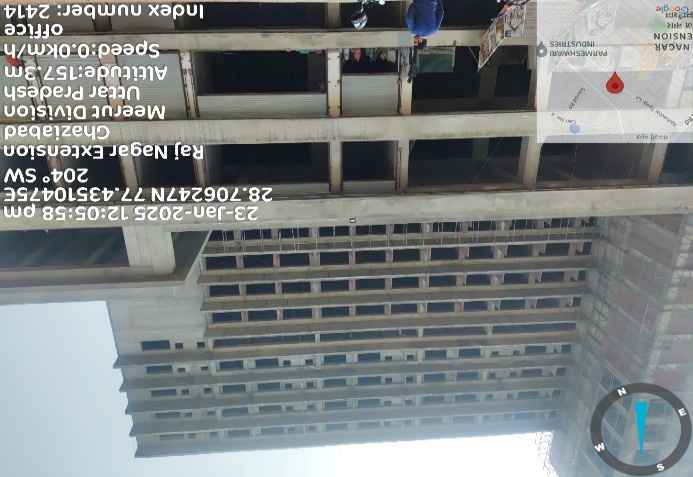 23-Jan-2025 12:05:58 pm
28.706247N 77.43510475E
204° SW
Raj Nagar Extension
Ghaziabad
Meerut Division
Uttar Pradesh
Altitude:157.3m
Speed:0.0km/h
office
Index number: 2414
PARMESHWARI
INDUSTRIES
NAGAR
ENSION
Google
N
E
S
W